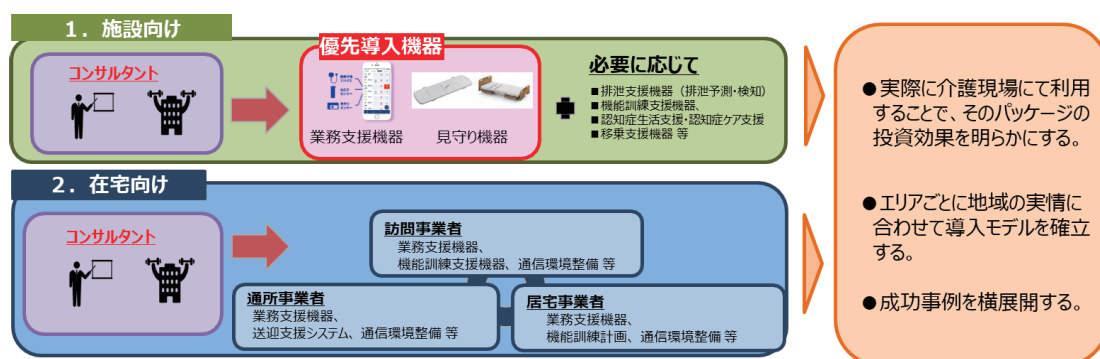 1．施設向け
コンサルタント
優先導入機器
業務支援機器
見守り機器
必要に応じて
■排泄支援機器（排泄予測・検知）
■機能訓練支援機器、
■認知症生活支援・認知症ケア支援
■移乗支援機器 等
2．在宅向け
コンサルタント
訪問事業者
業務支援機器、
機能訓練支援機器、通信環境整備 等
通所事業者
業務支援機器、
送迎支援システム、通信環境整備 等
居宅事業者
業務支援機器、
機能訓練計画、通信環境整備 等
●実際に介護現場にて利用
することで、そのパッケージの
投資効果を明らかにする。
●エリアごとに地域の実情に
合わせて導入モデルを確立
する。
●成功事例を横展開する。